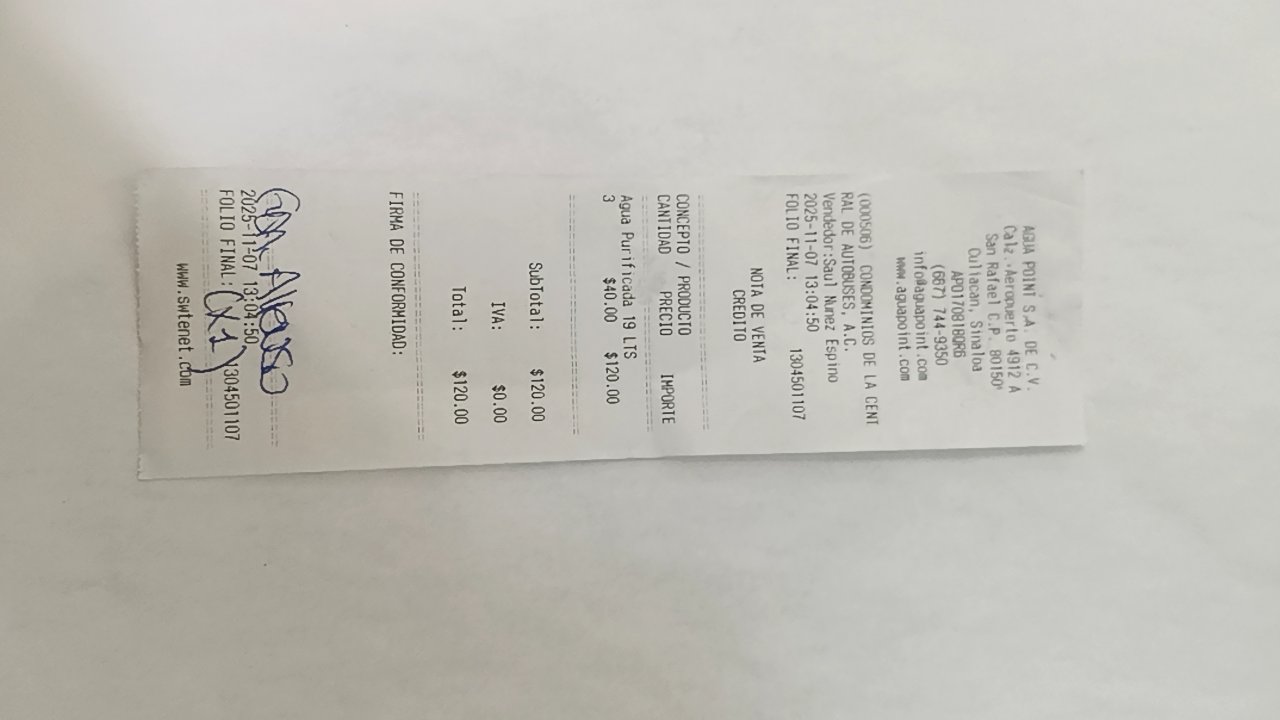 AGUA POINT S.A. DE C.V.
Calz. Aeropuerto 4912 A
San Rafael C.P. 80150
Culiacan, Sinaloa
APO170818QR6
(667) 744-9350
info@aguapoint.com
www.aguapoint.com
(000506) CONDOMINIOS DE LA CENT
RAL DE AUTOBUSES, A.C.
Vendedor:Saul Nunez Espino
2025-11-07 13:04:50
FOLIO FINAL: 1304501107
NOTA DE VENTA
CREDITO
CONCEPTO / PRODUCTO
CANTIDAD PRECIO IMPORTE
Agua Purificada 19 LTS
3 $40.00 $120.00
SubTotal: $120.00
IVA: $0.00
Total: $120.00
FIRMA DE CONFORMIDAD:
2025-11-07 13:04:50
FOLIO FINAL: 1304501107
www.swtenet.com